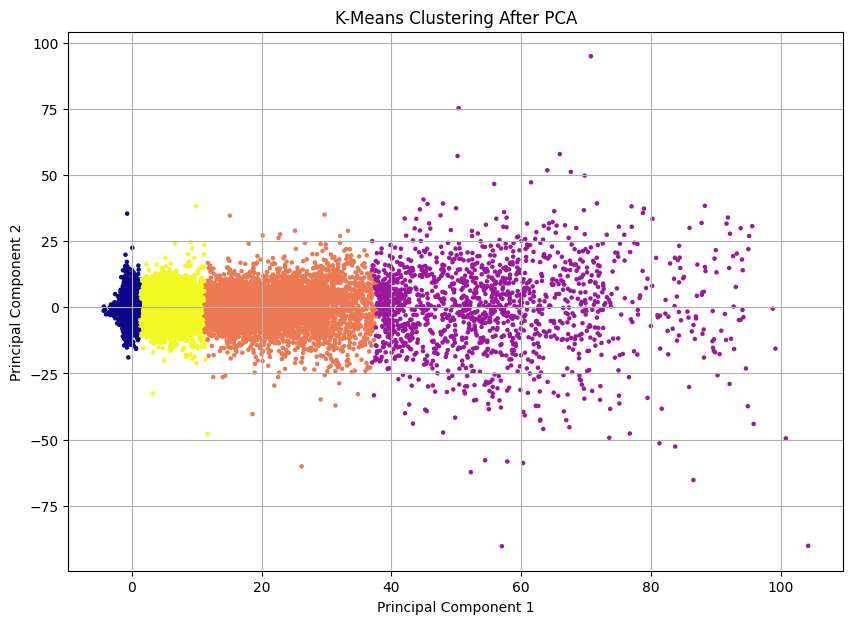 K-Means Clustering After PCA
100
75
50
25
0
−25
−50
−75
Principal Component 2
0 20 40 60 80 100
Principal Component 1